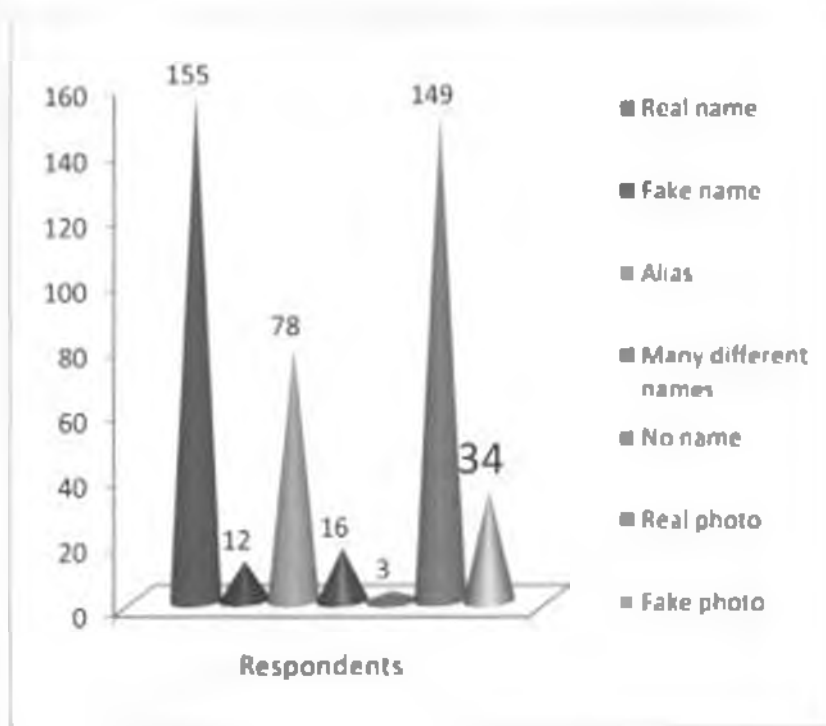 155
149
160
140
120
100
80
60
40
20
0
78
34
12
16
3
Respondents
Real name
Fake name
Alias
Many different
names
No name
Real photo
Fake photo